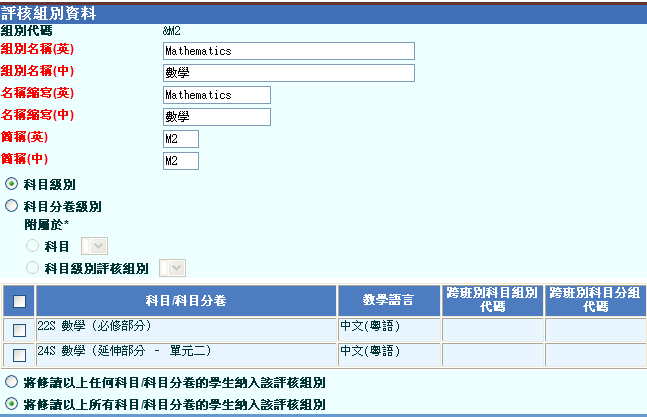 評核組別資料
組別代碼 &M2
組別名稱(英) Mathematics
組別名稱(中) 數學
名稱縮寫(英) Mathematics
名稱縮寫(中) 數學
簡稱(英) M2
簡稱(中) M2
科目級別
科目分卷級別
附屬於*
科目
科目級別評核組別
科目/科目分卷 教學語言 跨班別科目組別代碼 跨班別科目分組代碼
22S 數學（必修部分） 中文(粵語)
24S 數學（延伸部分 - 單元二） 中文(粵語)
將修讀以上任何科目/科目分卷的學生納入該評核組別
將修讀以上所有科目/科目分卷的學生納入該評核組別